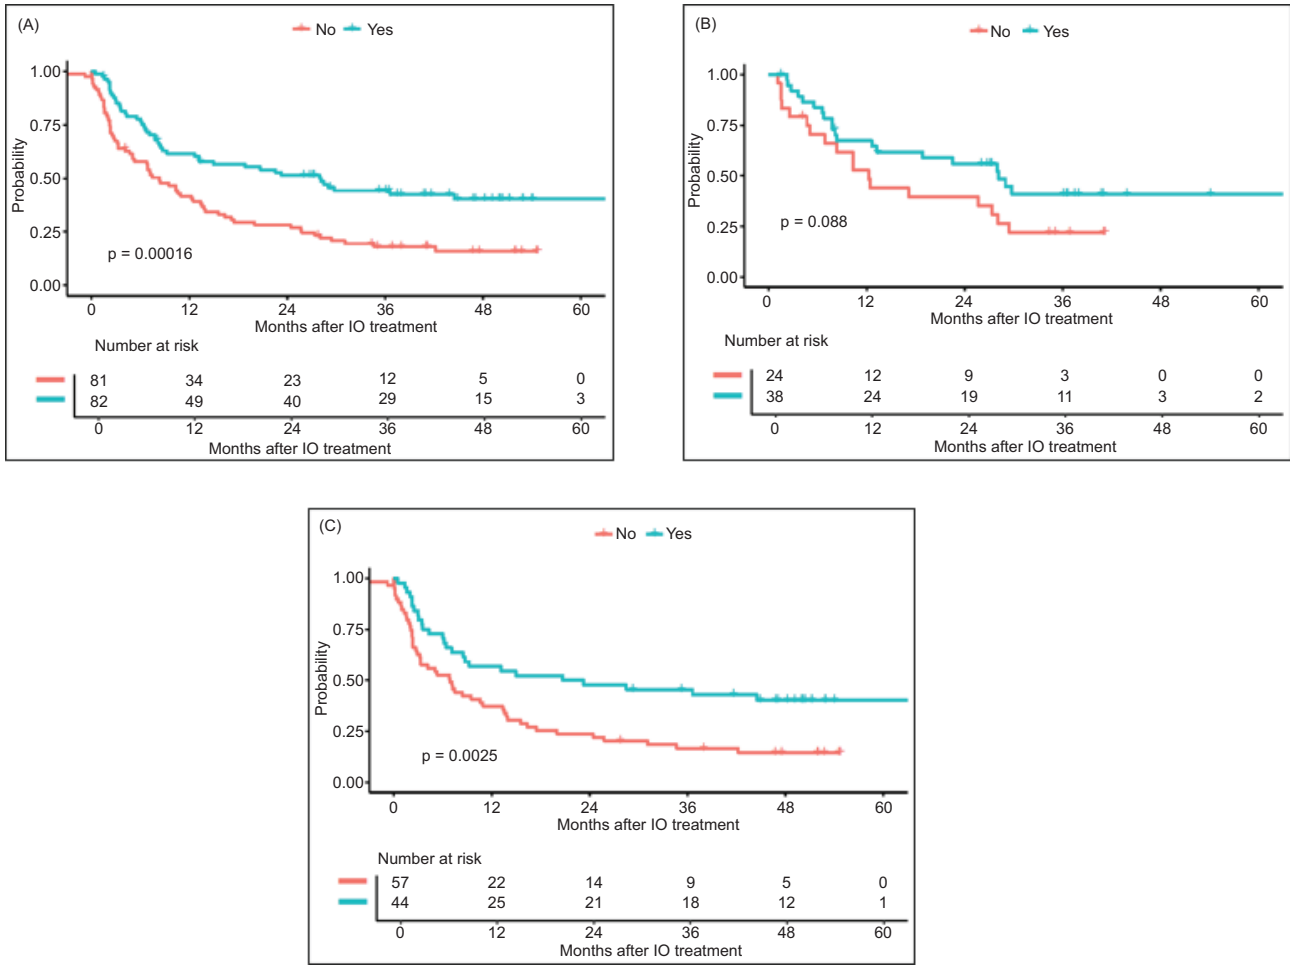 (A)
No Yes
1.00
0.75
0.50
0.25
0.00
Probability
p = 0.00016
0 12 24 36 48 60
Months after IO treatment
Number at risk
81 34 23 12 5 0
82 49 40 29 15 3
0 12 24 36 48 60
Months after IO treatment
(B)
No Yes
1.00
0.75
0.50
0.25
0.00
Probability
p = 0.088
0 12 24 36 48 60
Months after IO treatment
Number at risk
24 12 9 3 0 0
38 24 19 11 3 2
0 12 24 36 48 60
Months after IO treatment
(C)
No Yes
1.00
0.75
0.50
0.25
0.00
Probability
p = 0.0025
0 12 24 36 48 60
Months after IO treatment
Number at risk
57 22 14 9 5 0
44 25 21 18 12 1
0 12 24 36 48 60
Months after IO treatment